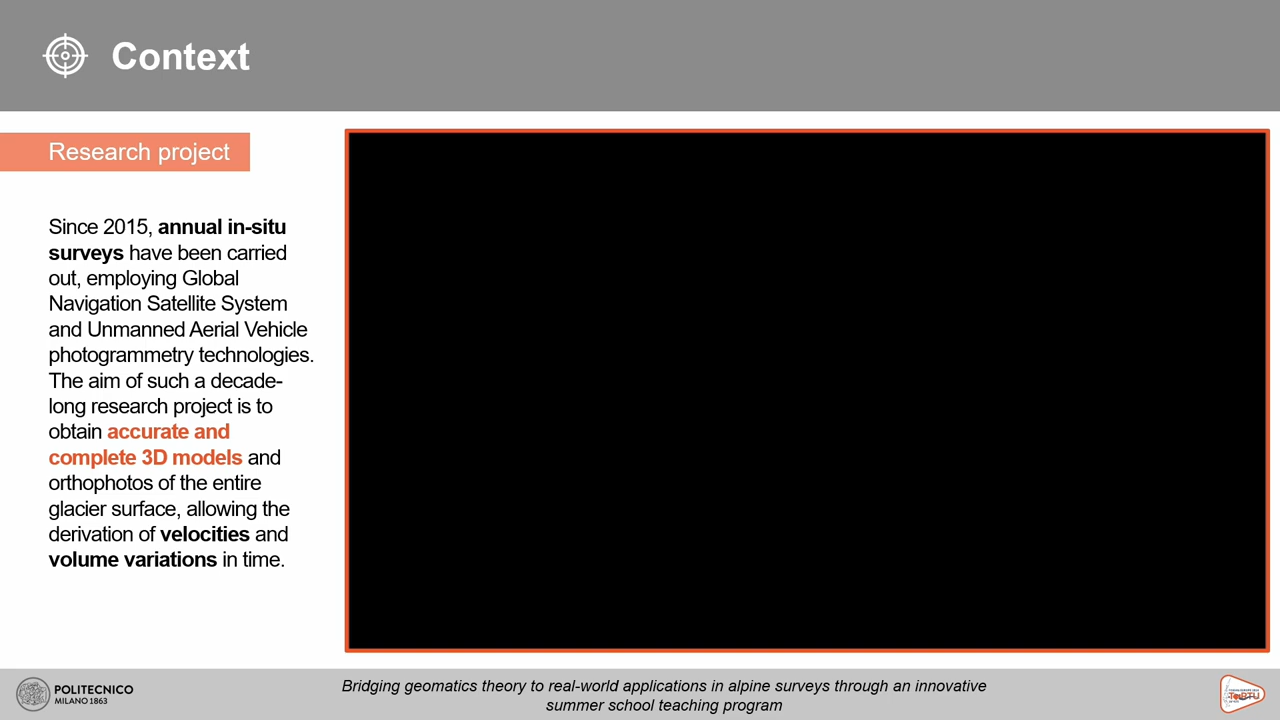 Context
Research project
Since 2015, annual in-situ
surveys have been carried
out, employing Global
Navigation Satellite System
and Unmanned Aerial Vehicle
photogrammetry technologies.
The aim of such a decade-
long research project is to
obtain accurate and
complete 3D models and
orthophotos of the entire
glacier surface, allowing the
derivation of velocities and
volume variations in time.
POLITECNICO
MILANO 1863
Bridging geomatics theory to real-world applications in alpine surveys through an innovative
summer school teaching program